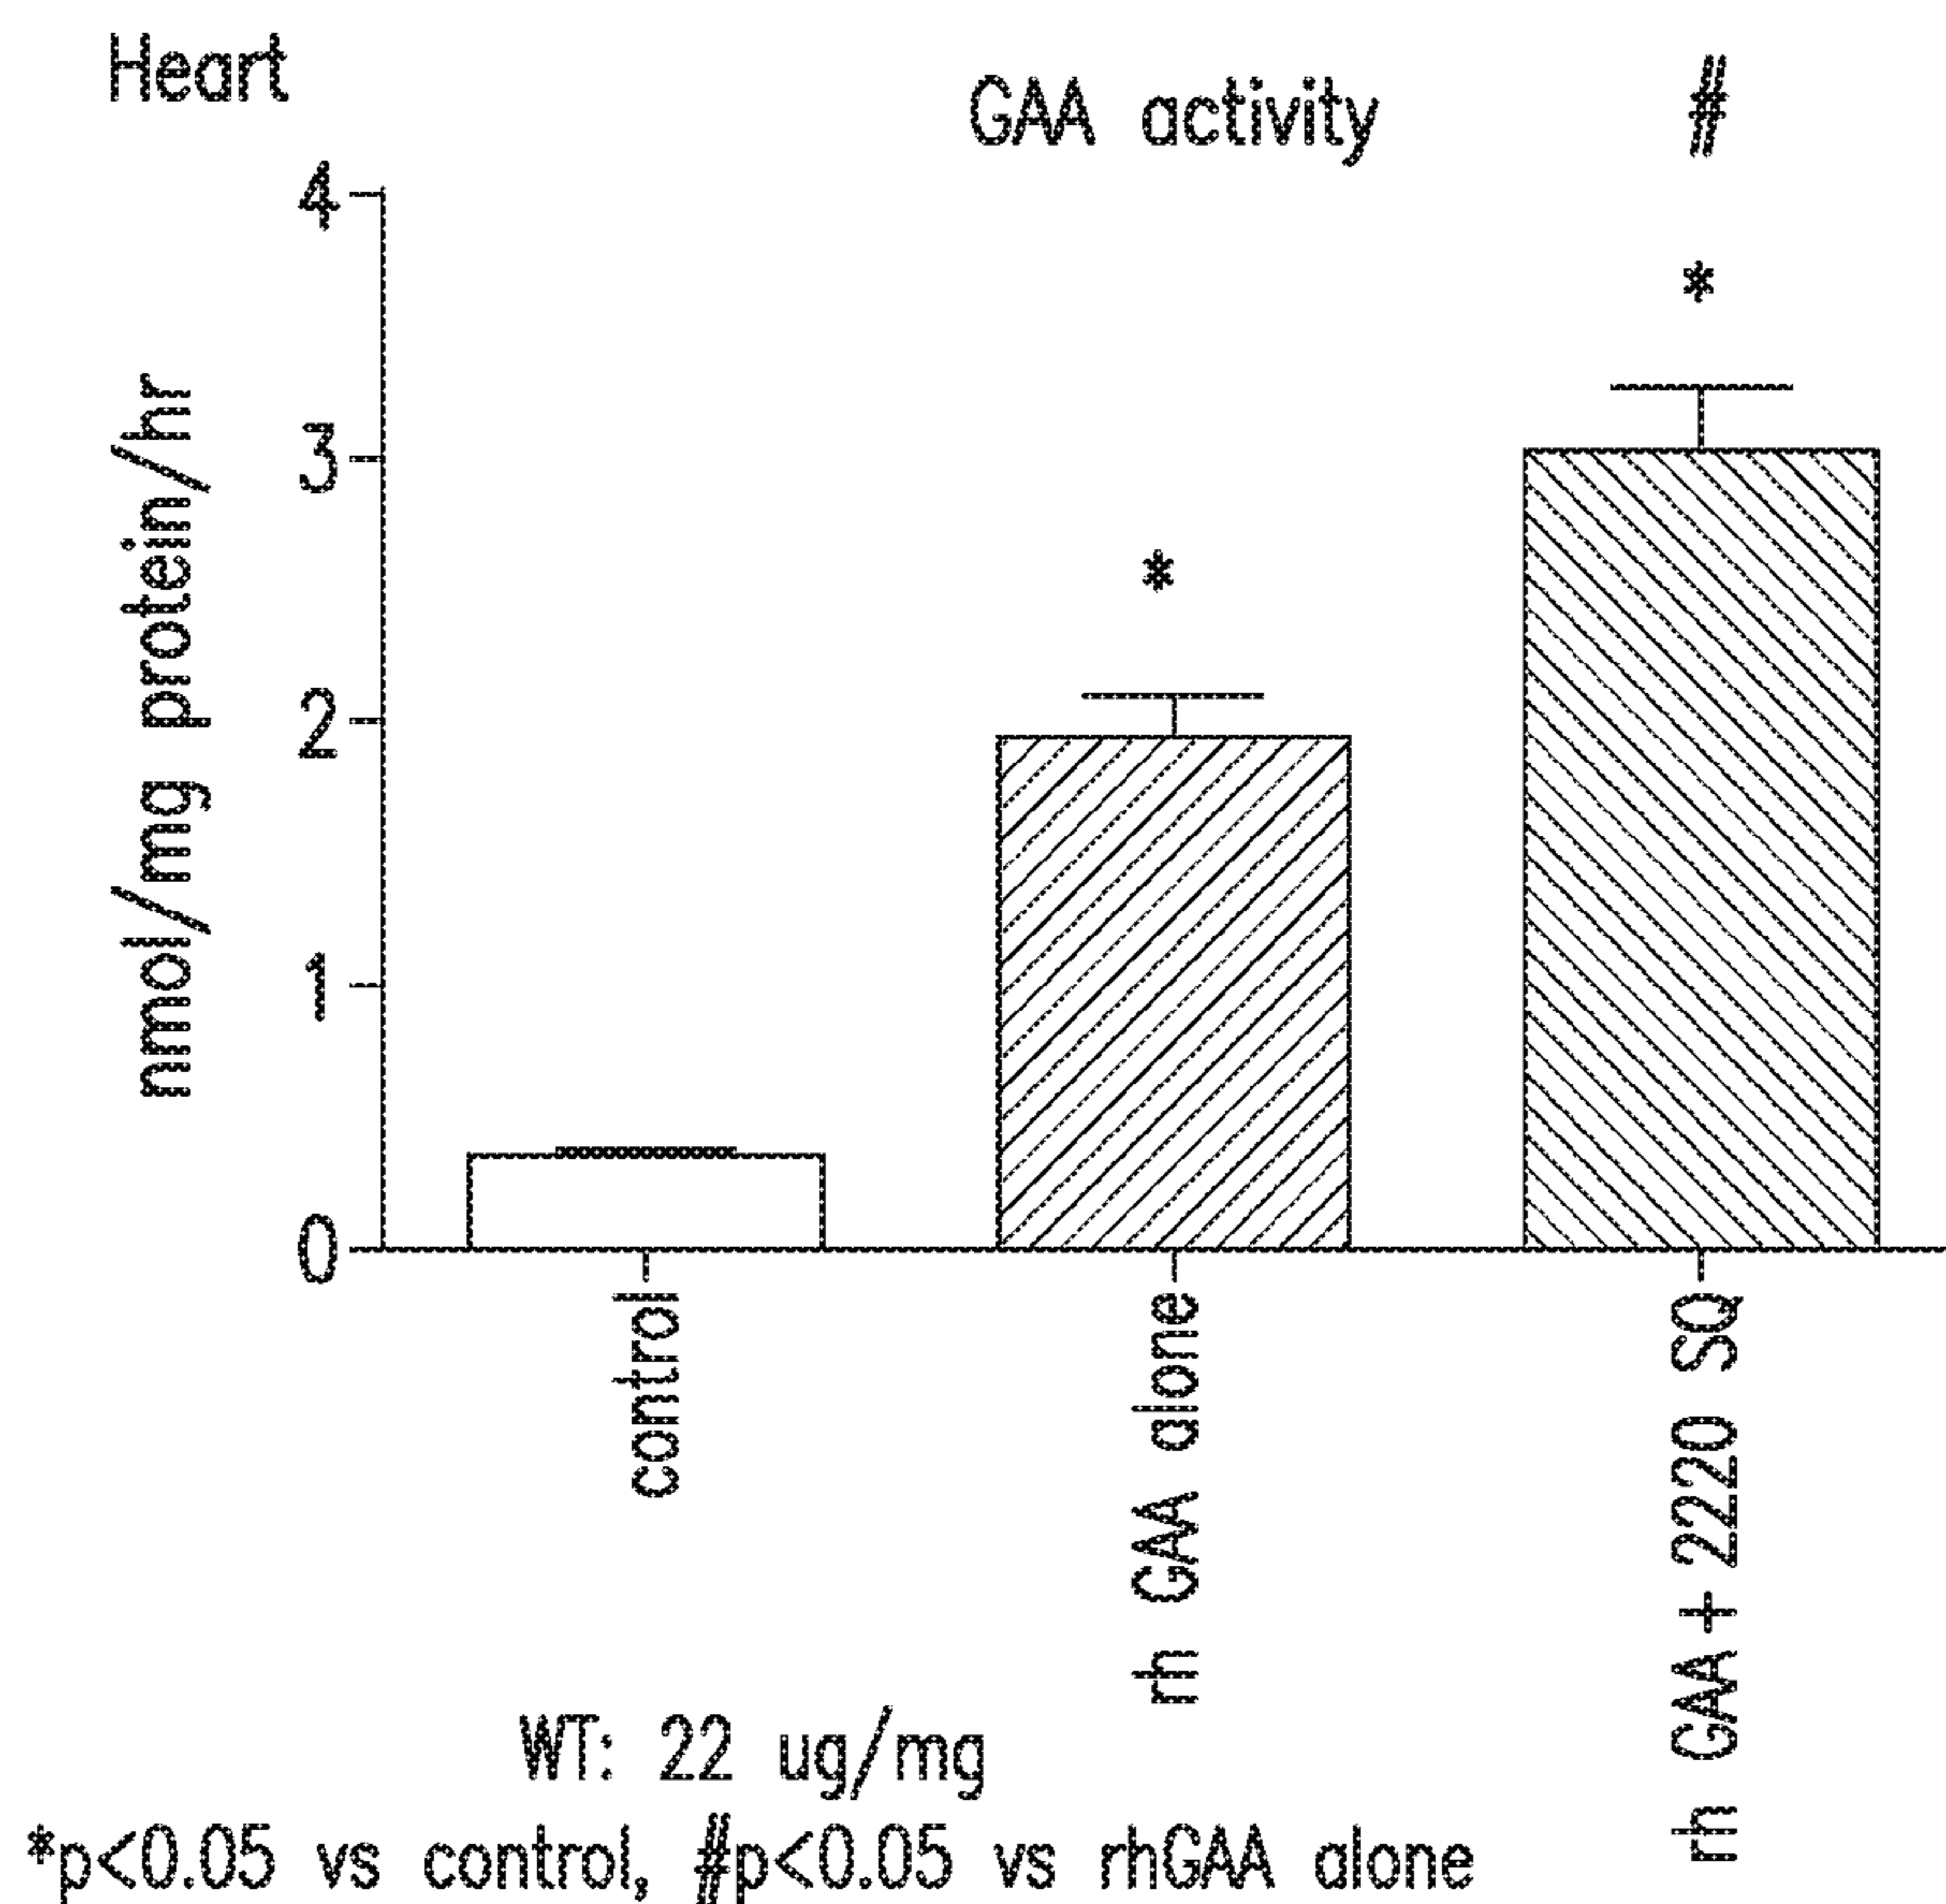 Heart
GAA activity
#
nmol/mg protein/hr
4
3
2
1
0
*
*
control
rh GAA alone
rh GAA + 2220 SQ
WT: 22 ug/mg
*p<0.05 vs control, #p<0.05 vs rhGAA alone